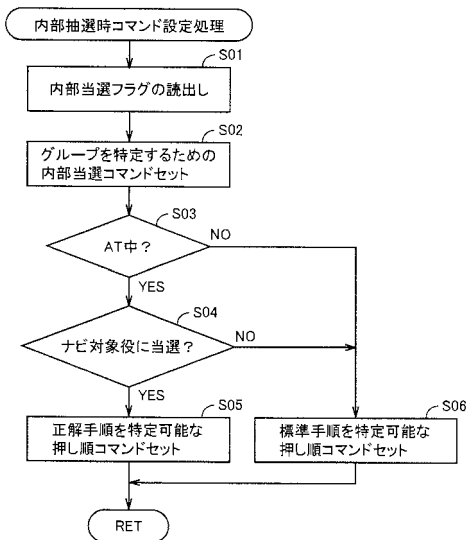 内部抽選時コマンド設定処理
S01
内部当選フラグの読出し
S02
グループを特定するための
内部当選コマンドセット
S03
AT中？
NO
YES
S04
ナビ対象役に当選？
NO
YES
S05
正解手順を特定可能な
押し順コマンドセット
S06
標準手順を特定可能な
押し順コマンドセット
RET